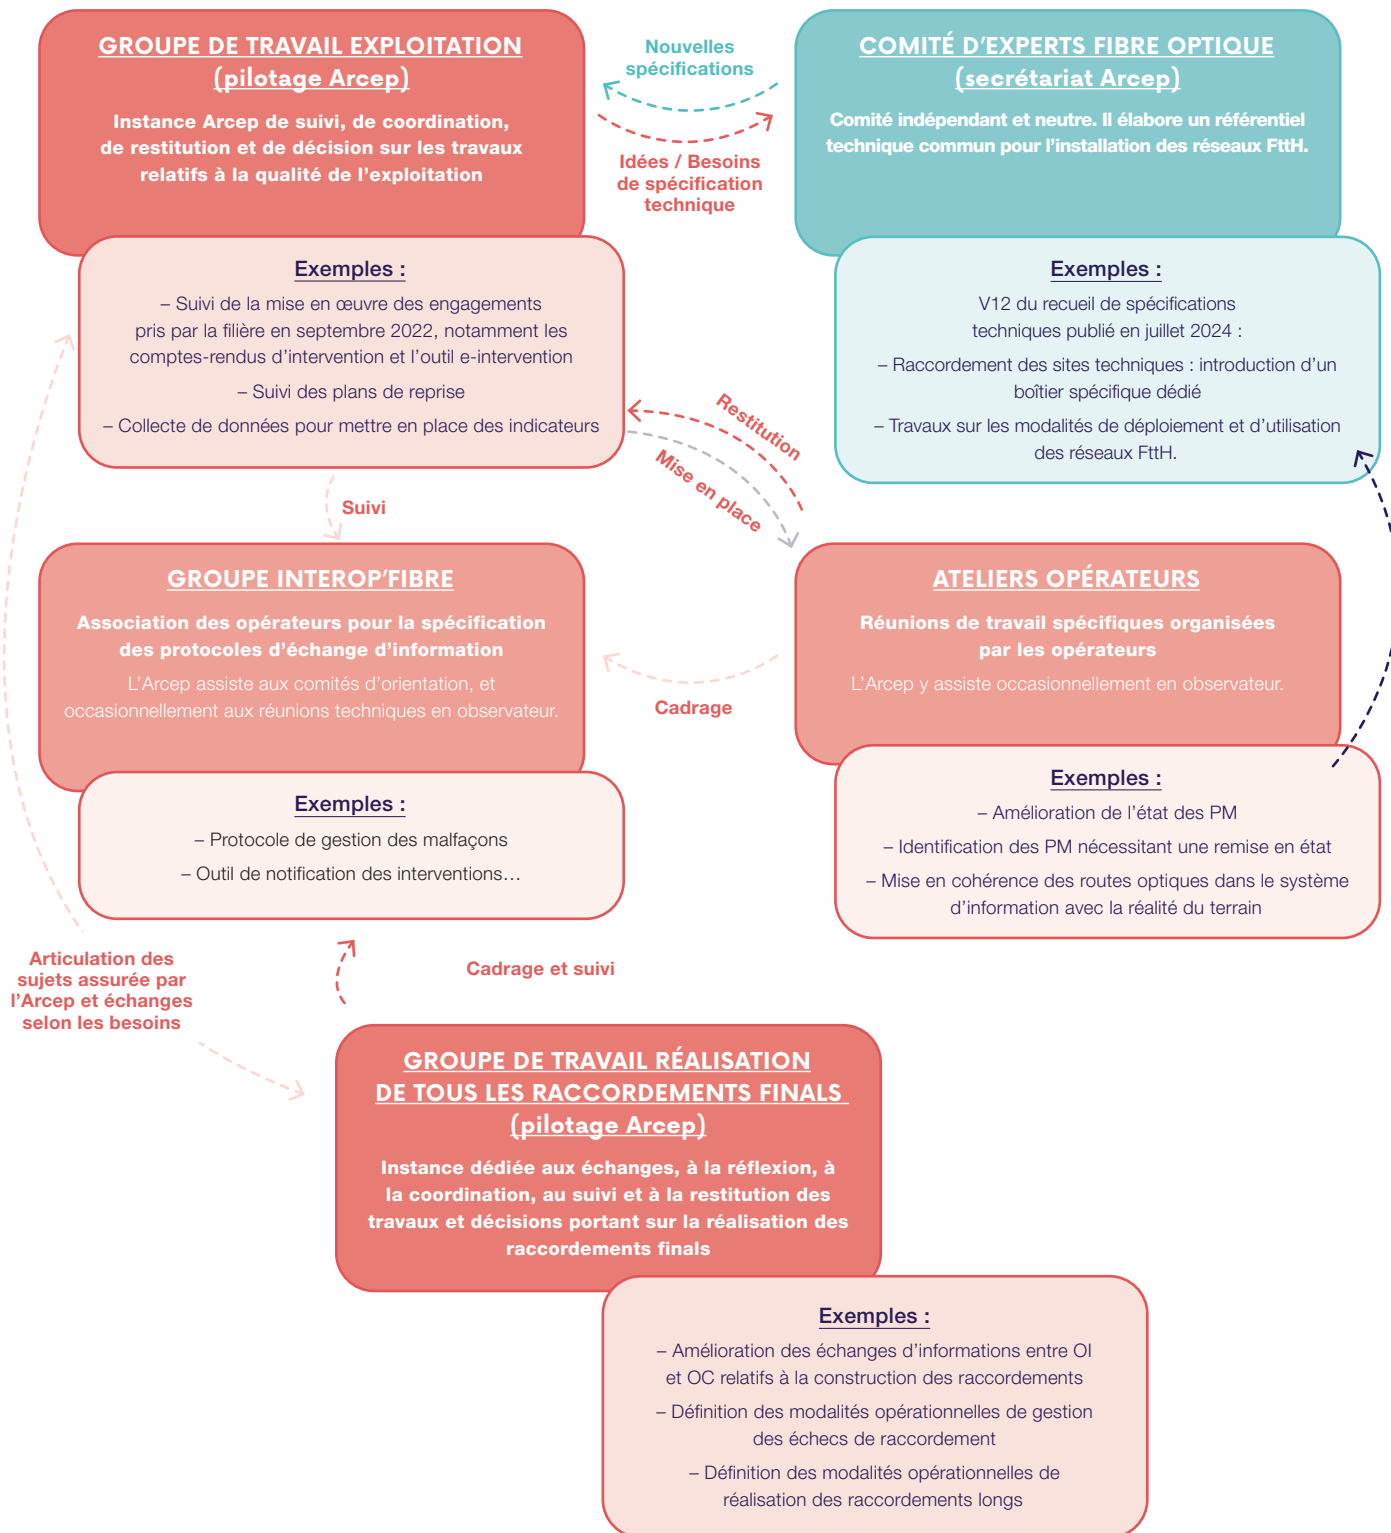 GROUPE DE TRAVAIL EXPLOITATION
(pilotage Arcep)
Instance Arcep de suivi, de coordination,
de restitution et de décision sur les travaux
relatifs à la qualité de l'exploitation
Exemples :
– Suivi de la mise en œuvre des engagements
pris par la filière en septembre 2022, notamment les
comptes-rendus d'intervention et l'outil e-intervention
– Suivi des plans de reprise
– Collecte de données pour mettre en place des indicateurs
Nouvelles
spécifications
Idées / Besoins
de spécification
technique
COMITÉ D'EXPERTS FIBRE OPTIQUE
(secrétariat Arcep)
Comité indépendant et neutre. Il élabore un référentiel
technique commun pour l'installation des réseaux FttH.
Exemples :
V12 du recueil de spécifications
techniques publié en juillet 2024 :
– Raccordement des sites techniques : introduction d'un
boîtier spécifique dédié
– Travaux sur les modalités de déploiement et d'utilisation
des réseaux FttH.
Restitution
Mise en place
Suivi
GROUPE INTEROP'FIBRE
Association des opérateurs pour la spécification
des protocoles d'échange d'information
L'Arcep assiste aux comités d'orientation, et
occasionnellement aux réunions techniques en observateur.
Exemples :
– Protocole de gestion des malfaçons
– Outil de notification des interventions…
Cadrage
ATELIERS OPÉRATEURS
Réunions de travail spécifiques organisées
par les opérateurs
L'Arcep y assiste occasionnellement en observateur.
Exemples :
– Amélioration de l'état des PM
– Identification des PM nécessitant une remise en état
– Mise en cohérence des routes optiques dans le système
d'information avec la réalité du terrain
Articulation des
sujets assurée par
l'Arcep et échanges
selon les besoins
Cadrage et suivi
GROUPE DE TRAVAIL RÉALISATION
DE TOUS LES RACCORDEMENTS FINALS
(pilotage Arcep)
Instance dédiée aux échanges, à la réflexion, à
la coordination, au suivi et à la restitution des
travaux et décisions portant sur la réalisation des
raccordements finals
Exemples :
– Amélioration des échanges d'informations entre OI
et OC relatifs à la construction des raccordements
– Définition des modalités opérationnelles de gestion
des échecs de raccordement
– Définition des modalités opérationnelles de
réalisation des raccordements longs